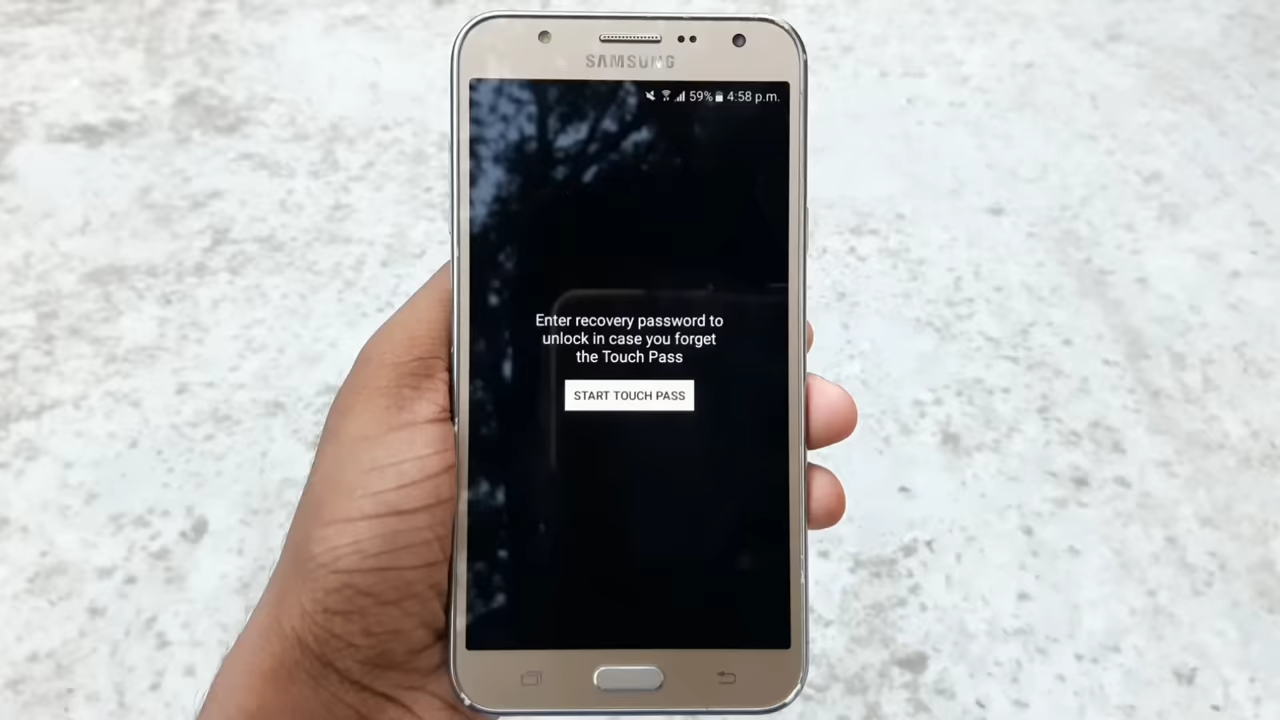 SAMSUNG
59% 4:58 p.m.
Enter recovery password to
unlock in case you forget
the Touch Pass
START TOUCH PASS